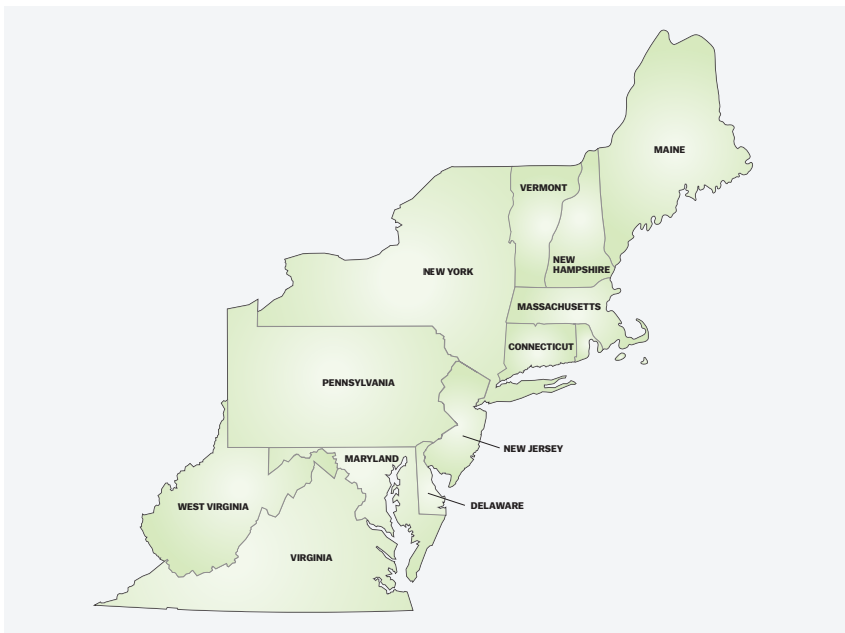 MAINE
VERMONT
NEW
HAMPSHIRE
NEW YORK
MASSACHUSETTS
CONNECTICUT
PENNSYLVANIA
NEW JERSEY
MARYLAND
DELAWARE
WEST VIRGINIA
VIRGINIA